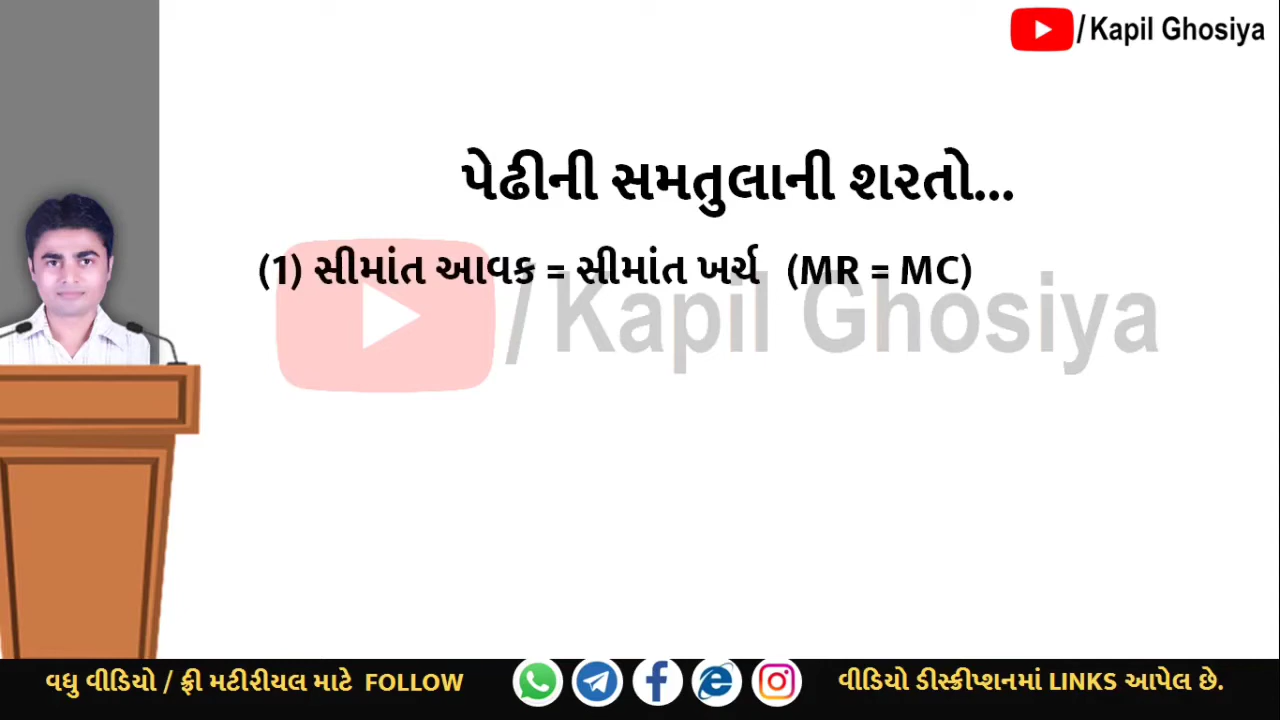 /Kapil Ghosiya
પેઢીની સમતુલાની શરતો...
(1) સીમાંત આવક = સીમાંત ખર્ચ (MR = MC)
/Kapil Ghosiya
વધુ વીડિયો / ફ્રી મટીરીયલ માટે FOLLOW
વીડિયો ડીસ્ક્રીપ્શનમાં LINKS આપેલ છે.